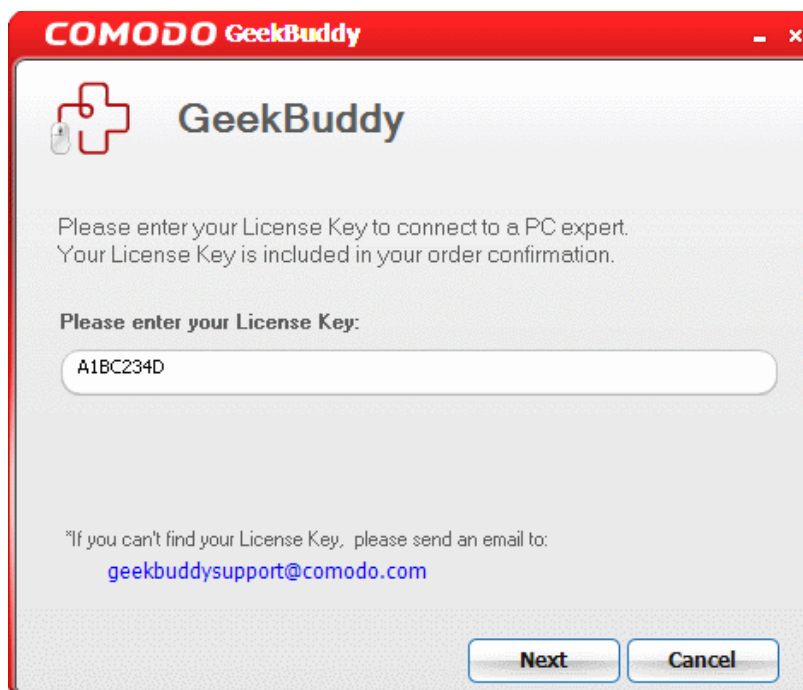 COMODO GeekBuddy
GeekBuddy
Please enter your License Key to connect to a PC expert.
Your License Key is included in your order confirmation.
Please enter your License Key:
A1BC234D
*If you can't find your License Key, please send an email to:
geekbuddysupport@comodo.com
Next Cancel